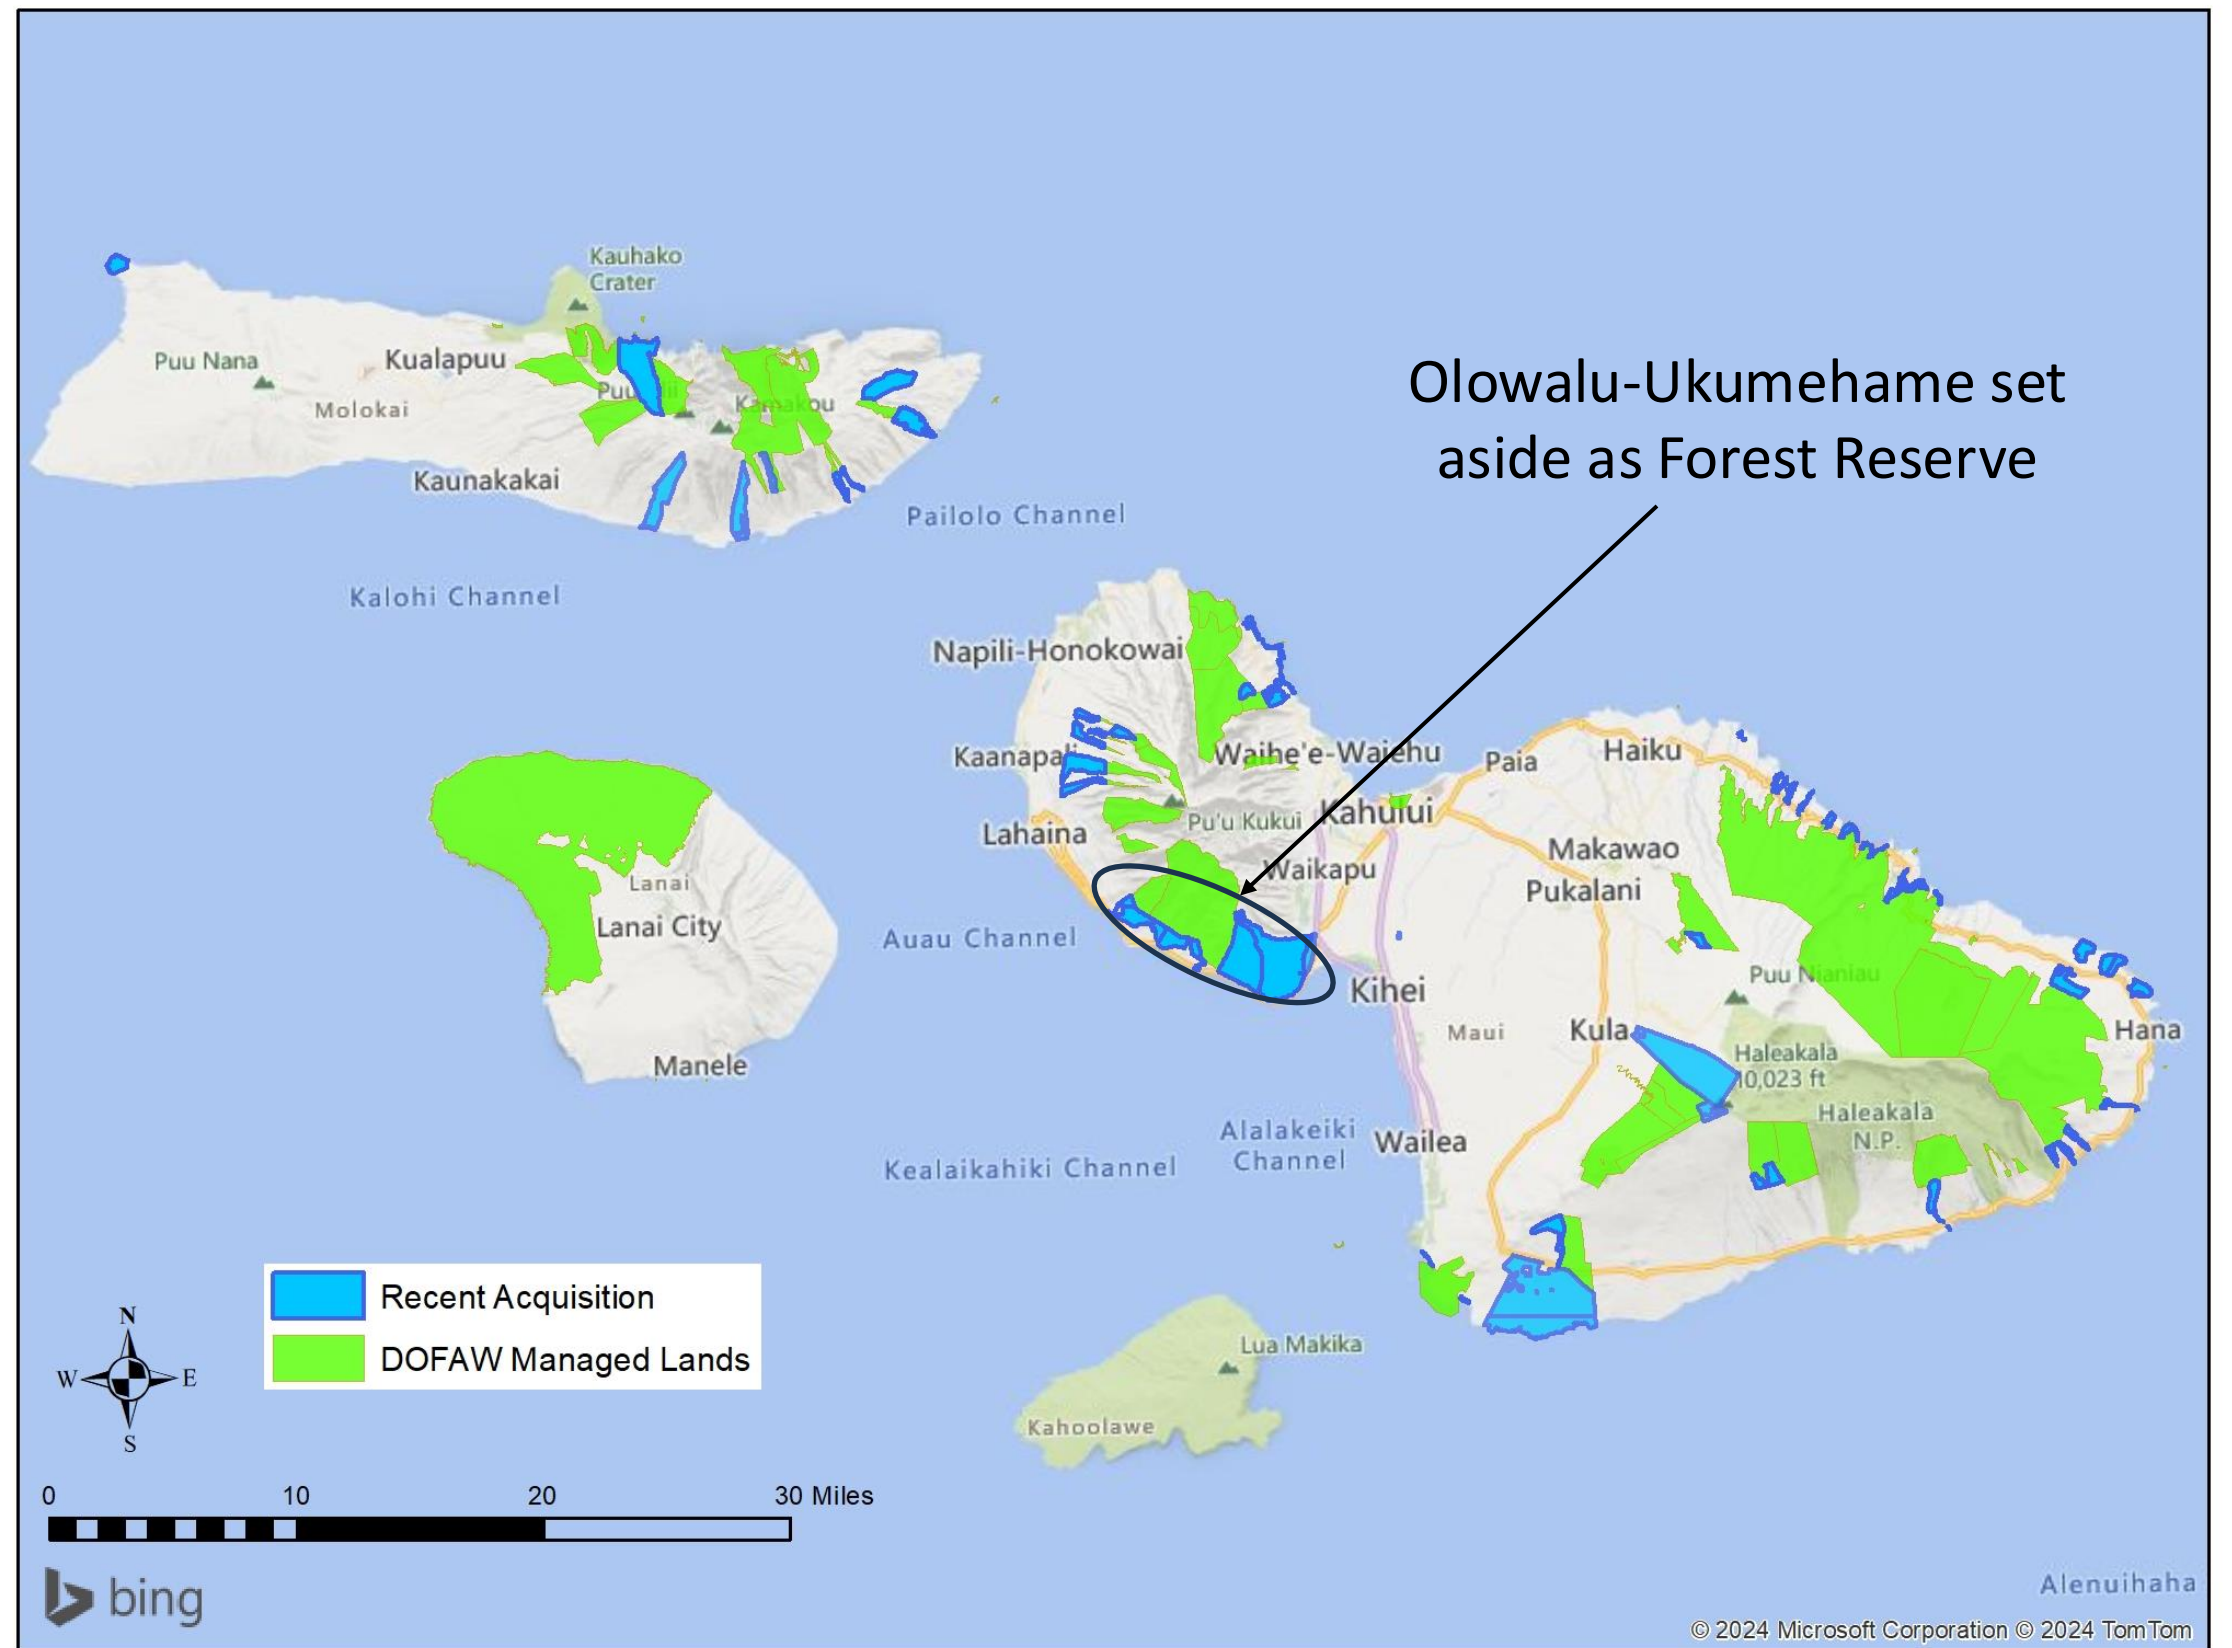 Kauhako
Crater
Puu Nana
Kualapuu
Molokai
Kamakou
Kaunakakai
Olowalu-Ukumehame set
aside as Forest Reserve
Pailolo Channel
Kalohi Channel
Napili-Honokowai
Kaanapali
Waihe'e-Waiehu
Paia
Haiku
Lahaina
Pu'u Kukui
Kahului
Waikapu
Makawao
Pukalani
Lanai
Lanai City
Auau Channel
Kihei
Puu Nianiau
Maui
Kula
Hana
Manele
Haleakala
10,023 ft
Haleakala
N.P.
Alalakeiki
Channel
Wailea
Kealaikahiki Channel
Recent Acquisition
DOFAW Managed Lands
Lua Makika
Kahoolawe
N
W
E
S
0 10 20 30 Miles
bing
Alenuihaha
© 2024 Microsoft Corporation © 2024 TomTom